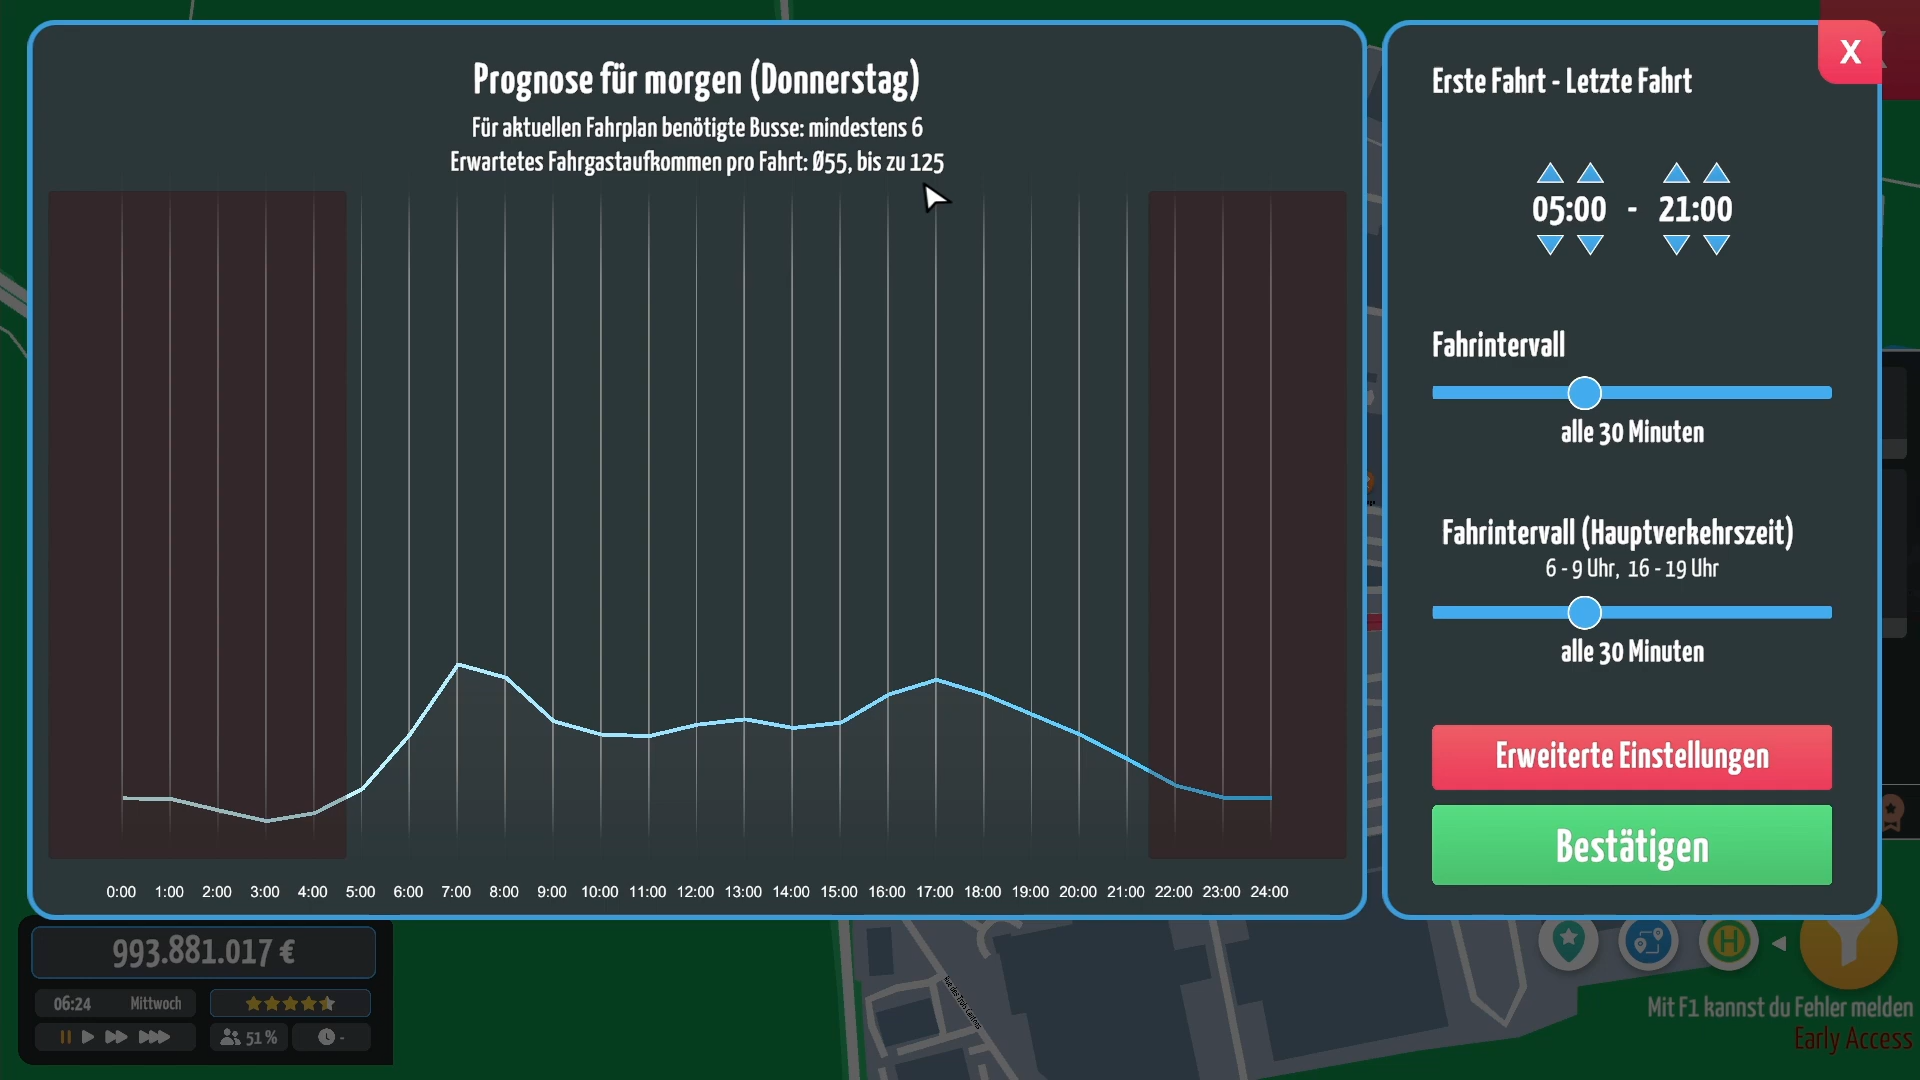 Prognose für morgen (Donnerstag)
Für aktuellen Fahrplan benötigte Busse: mindestens 6
Erwartetes Fahrgastaufkommen pro Fahrt: Ø55, bis zu 125
0:00 1:00 2:00 3:00 4:00 5:00 6:00 7:00 8:00 9:00 10:00 11:00 12:00 13:00 14:00 15:00 16:00 17:00 18:00 19:00 20:00 21:00 22:00 23:00 24:00
X
Erste Fahrt - Letzte Fahrt
05:00 - 21:00
Fahrintervall
alle 30 Minuten
Fahrintervall (Hauptverkehrszeit)
6 - 9 Uhr, 16 - 19 Uhr
alle 30 Minuten
Erweiterte Einstellungen
Bestätigen
993.881.017 €
06:24 Mittwoch
51 % -
H
Mit F1 kannst du Fehler melden
Early Access